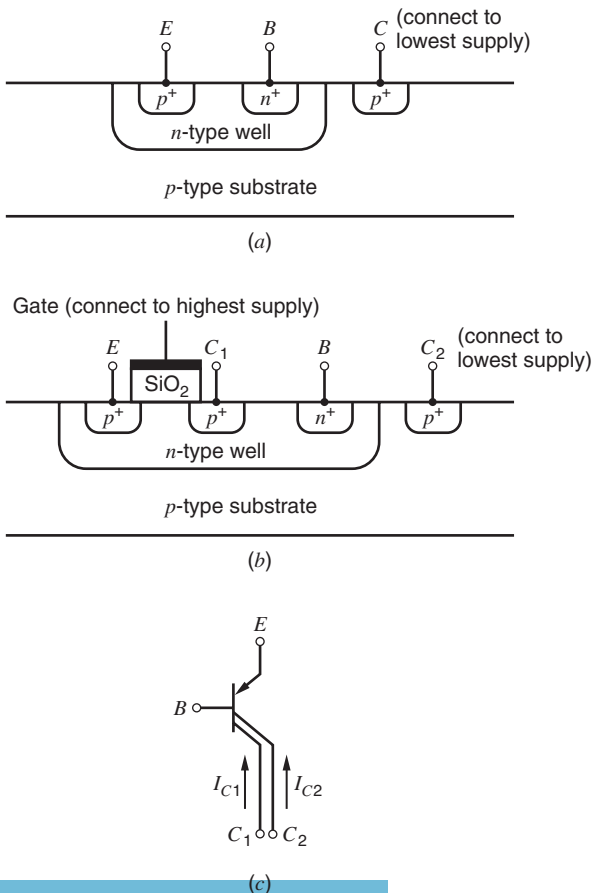 E B C (connect to
lowest supply)
p+ n+ p+
n-type well
p-type substrate
(a)
Gate (connect to highest supply)
E C1 B C2 (connect to
lowest supply)
SiO2
p+ p+ n+ p+
n-type well
p-type substrate
(b)
E
B
IC1 IC2
C1 C2
(c)